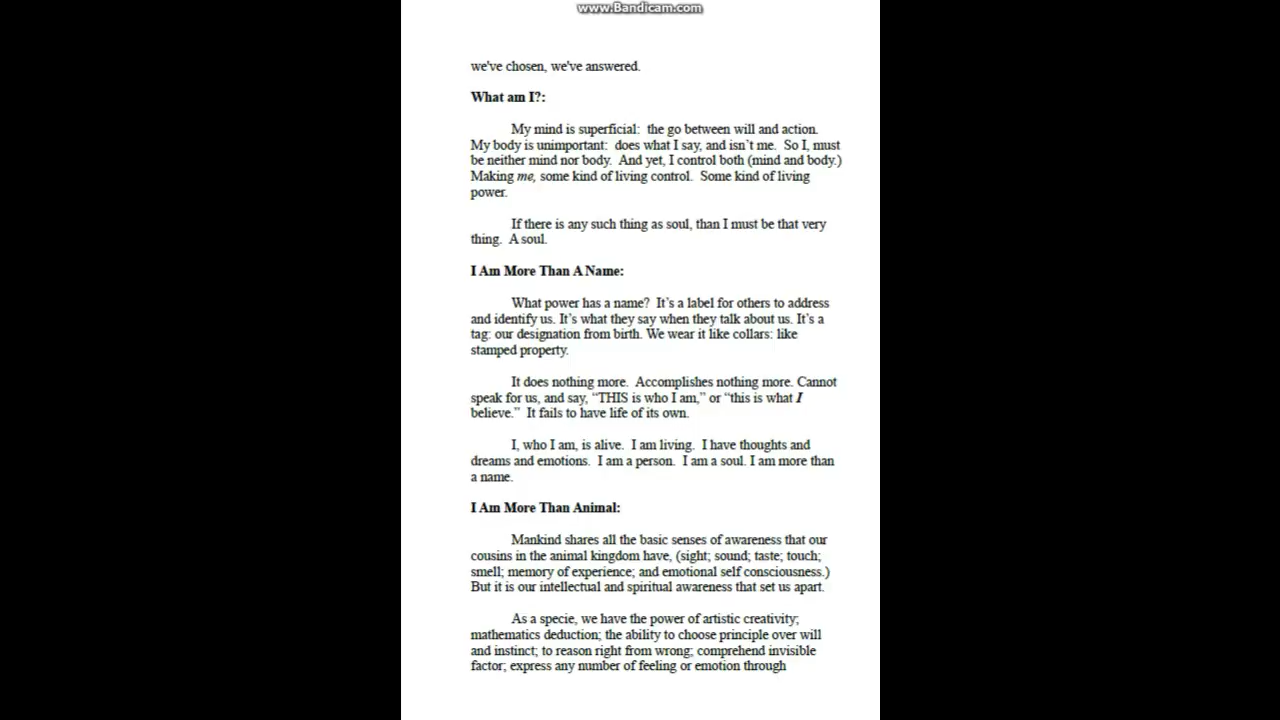 www.Bandicam.com
we've chosen, we've answered.
What am I?:
My mind is superficial:  the go between will and action.
My body is unimportant:  does what I say, and isn't me.  So I, must
be neither mind nor body.  And yet, I control both (mind and body.)
Making me, some kind of living control.  Some kind of living
power.
If there is any such thing as soul, than I must be that very
thing.  A soul.
I Am More Than A Name:
What power has a name?  It's a label for others to address
and identify us. It's what they say when they talk about us. It's a
tag: our designation from birth. We wear it like collars: like
stamped property.
It does nothing more.  Accomplishes nothing more. Cannot
speak for us, and say, “THIS is who I am,” or “this is what I
believe.”  It fails to have life of its own.
I, who I am, is alive.  I am living.  I have thoughts and
dreams and emotions.  I am a person.  I am a soul. I am more than
a name.
I Am More Than Animal:
Mankind shares all the basic senses of awareness that our
cousins in the animal kingdom have, (sight; sound; taste; touch;
smell; memory of experience; and emotional self consciousness.)
But it is our intellectual and spiritual awareness that set us apart.
As a specie, we have the power of artistic creativity;
mathematics deduction; the ability to choose principle over will
and instinct; to reason right from wrong; comprehend invisible
factor; express any number of feeling or emotion through